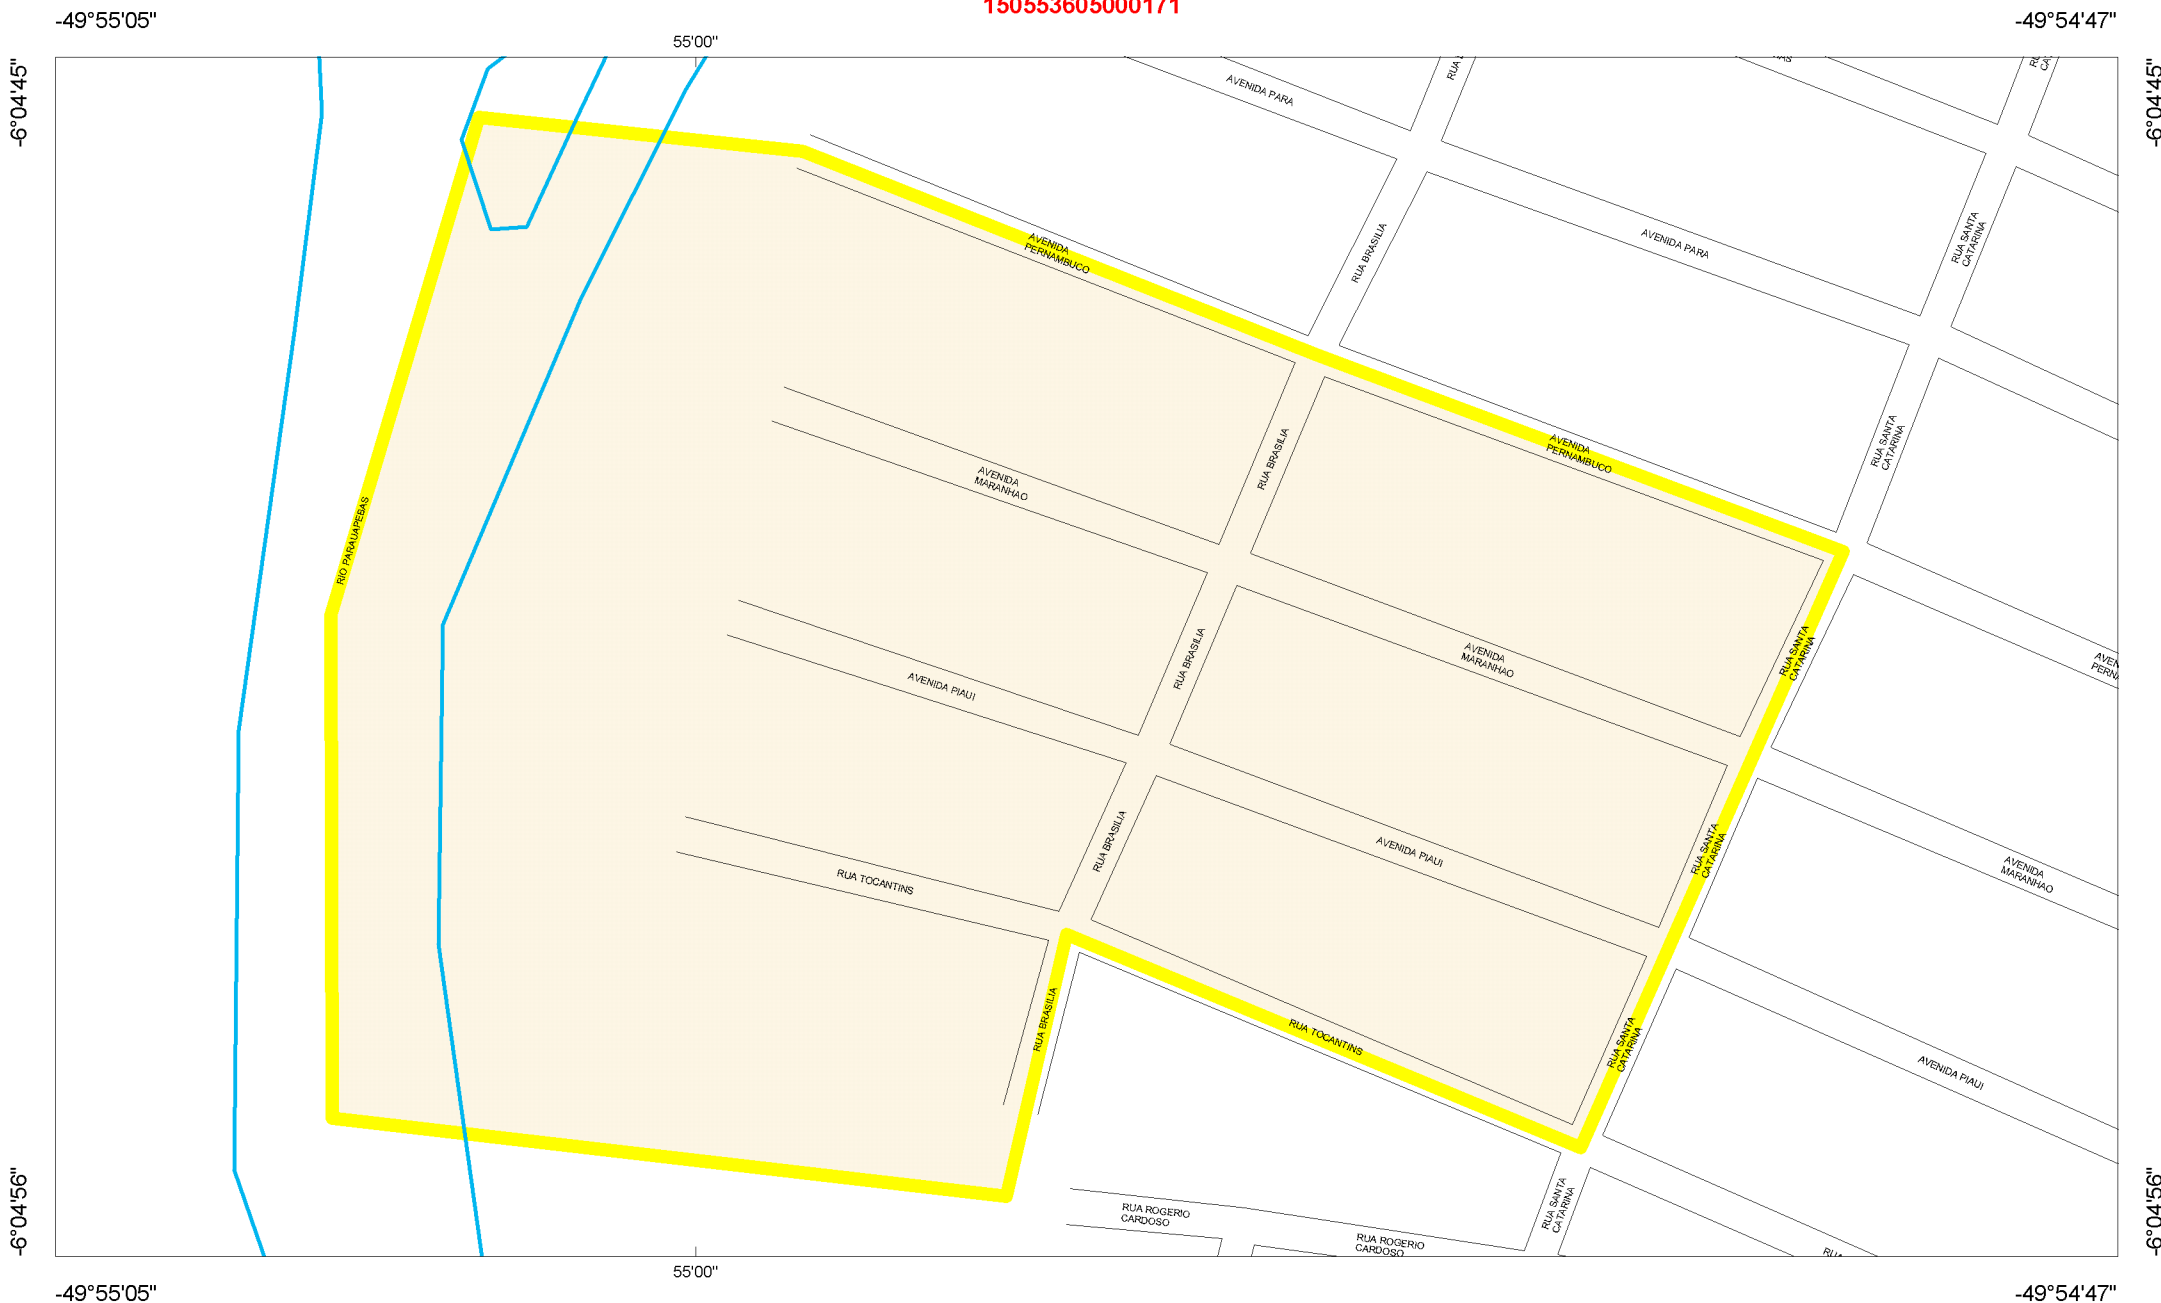 150553605000171
-49°55'05"
-49°54'47"
55'00"
-6°04'45"
-6°04'45"
AVENIDA PARA
RUA
AVENIDA
PERNAMBUCO
RUA BRASILIA
AVENIDA PARA
RUA SANTA
CATARINA
AVENIDA
MARANHAO
RUA BRASILIA
AVENIDA
PERNAMBUCO
RUA SANTA
CATARINA
RIO PARAUAPEBAS
AVENIDA PIAUI
RUA BRASILIA
AVENIDA
MARANHAO
RUA SANTA
CATARINA
RUA TOCANTINS
RUA BRASILIA
AVENIDA PIAUI
RUA SANTA
CATARINA
AVENIDA
MARANHAO
RUA BRASILIA
RUA TOCANTINS
RUA SANTA
CATARINA
AVENIDA PIAUI
RUA ROGERIO
CARDOSO
RUA ROGERIO
CARDOSO
RUA SANTA
CATARINA
-6°04'56"
-6°04'56"
55'00"
-49°55'05"
-49°54'47"